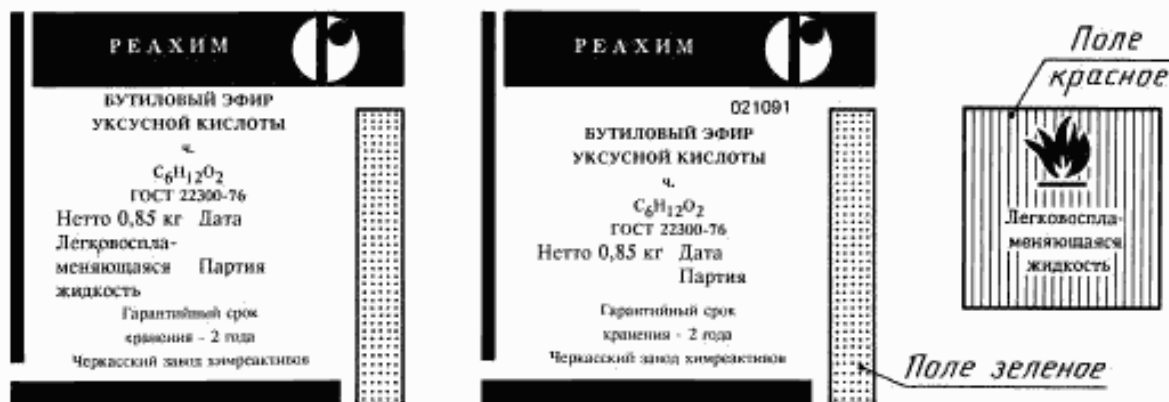 РЕАХИМ
БУТИЛОВЫЙ ЭФИР
УКСУСНОЙ КИСЛОТЫ
ч.
C₆H₁₂O₂
ГОСТ 22300-76
Нетто 0,85 кг Дата
Легковоспла-
меняющаяся Партия
жидкость
Гарантийный срок
хранения - 2 года
Черкасский завод химреактивов
РЕАХИМ
021091
БУТИЛОВЫЙ ЭФИР
УКСУСНОЙ КИСЛОТЫ
ч.
C₆H₁₂O₂
ГОСТ 22300-76
Нетто 0,85 кг Дата
Партия
Гарантийный срок
хранения - 2 года
Черкасский завод химреактивов
Поле зеленое
Поле
красное
Легковоспла-
меняющаяся
жидкость